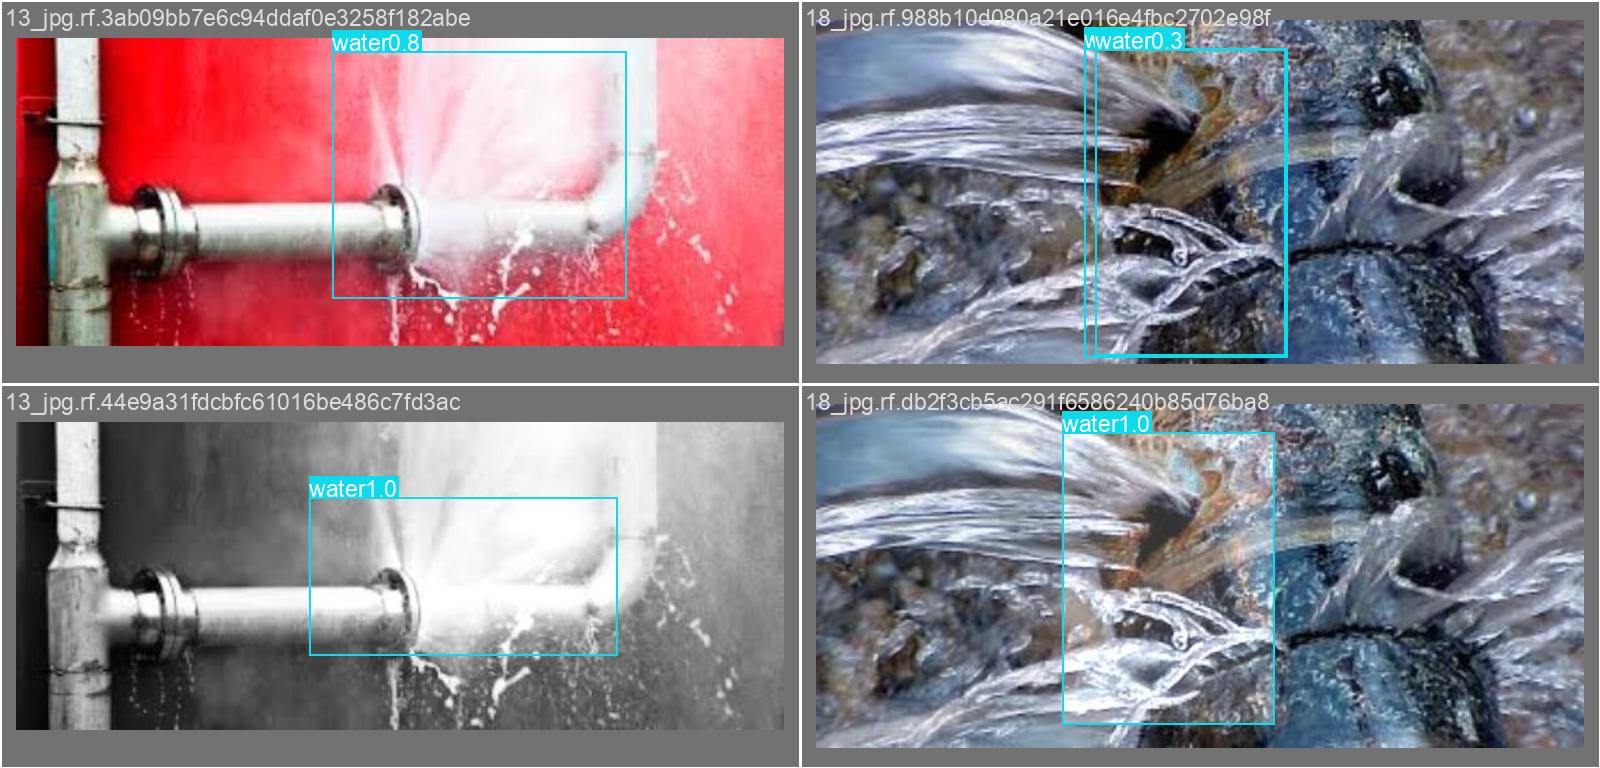 13_jpg.rf.3ab09bb7e6c94ddaf0e3258f182abe
water0.8
18_jpg.rf.988b10d080a21e016e4fbc2702e98f
water0.3
13_jpg.rf.44e9a31fdcbfc61016be486c7fd3ac
water1.0
18_jpg.rf.db2f3cb5ac291f6586240b85d76ba8
water1.0